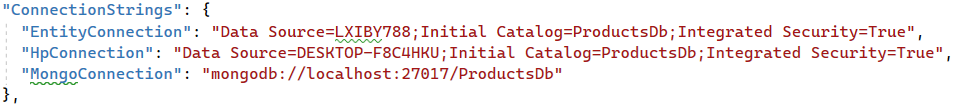 "ConnectionStrings": {
"EntityConnection": "Data Source=LXIBY788;Initial Catalog=ProductsDb;Integrated Security=True",
"HpConnection": "Data Source=DESKTOP-F8C4HKU;Initial Catalog=ProductsDb;Integrated Security=True",
"MongoConnection": "mongodb://localhost:27017/ProductsDb"
},